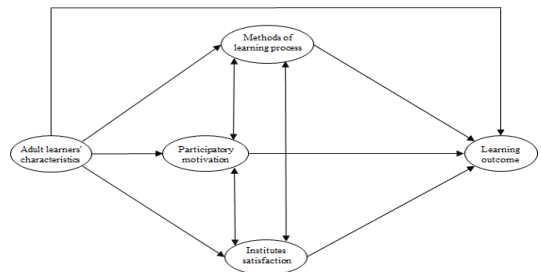 Methods of
learning process
Adult learners'
characteristics
Participatory
motivation
Learning
outcome
Institutes
satisfaction